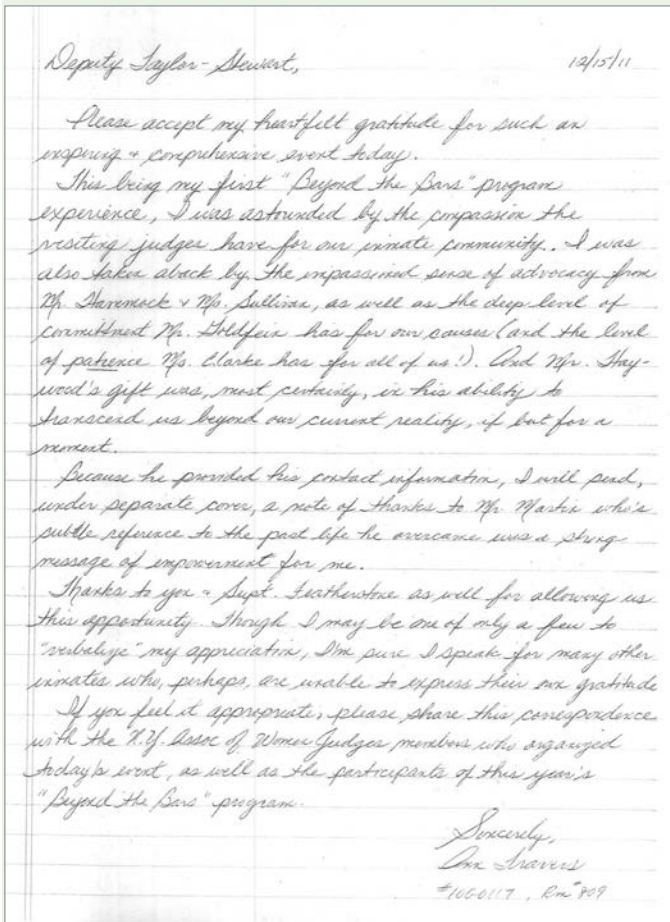 Deputy Taylor-Stewart, 12/15/11
Please accept my heartfelt gratitude for such an
inspiring & comprehensive event today.
This being my first "Beyond the Bars" program
experience, I was astounded by the compassion the
visiting judges have for our inmate community. I was
also taken aback by the impassioned sense of advocacy from
Mr. Hammock & Ms. Sullivan, as well as the deep level of
committment Mr. Goldfein has for our causes (and the level
of patience Ms. Clarke has for all of us!). And Mr. Hay-
wood's gift was, most certainly, in his ability to
transcend us beyond our current reality, if but for a
moment.
Because he provided his contact information, I will send,
under separate cover, a note of thanks to Mr. Martin who's
subtle reference to the past life he overcame was a strong
message of empowerment for me.
Thanks to you & Supt. Featherstone as well for allowing us
this opportunity. Though I may be one of only a few to
"verbalize" my appreciation, I'm sure I speak for many other
inmates who, perhaps, are unable to express their own gratitude
If you feel it appropriate, please share this correspondence
with the N.Y. Assoc of Women Judges members who organized
today's event, as well as the participants of this year's
"Beyond the Bars" program.
Sincerely,
Ann Travers
Rm# 809